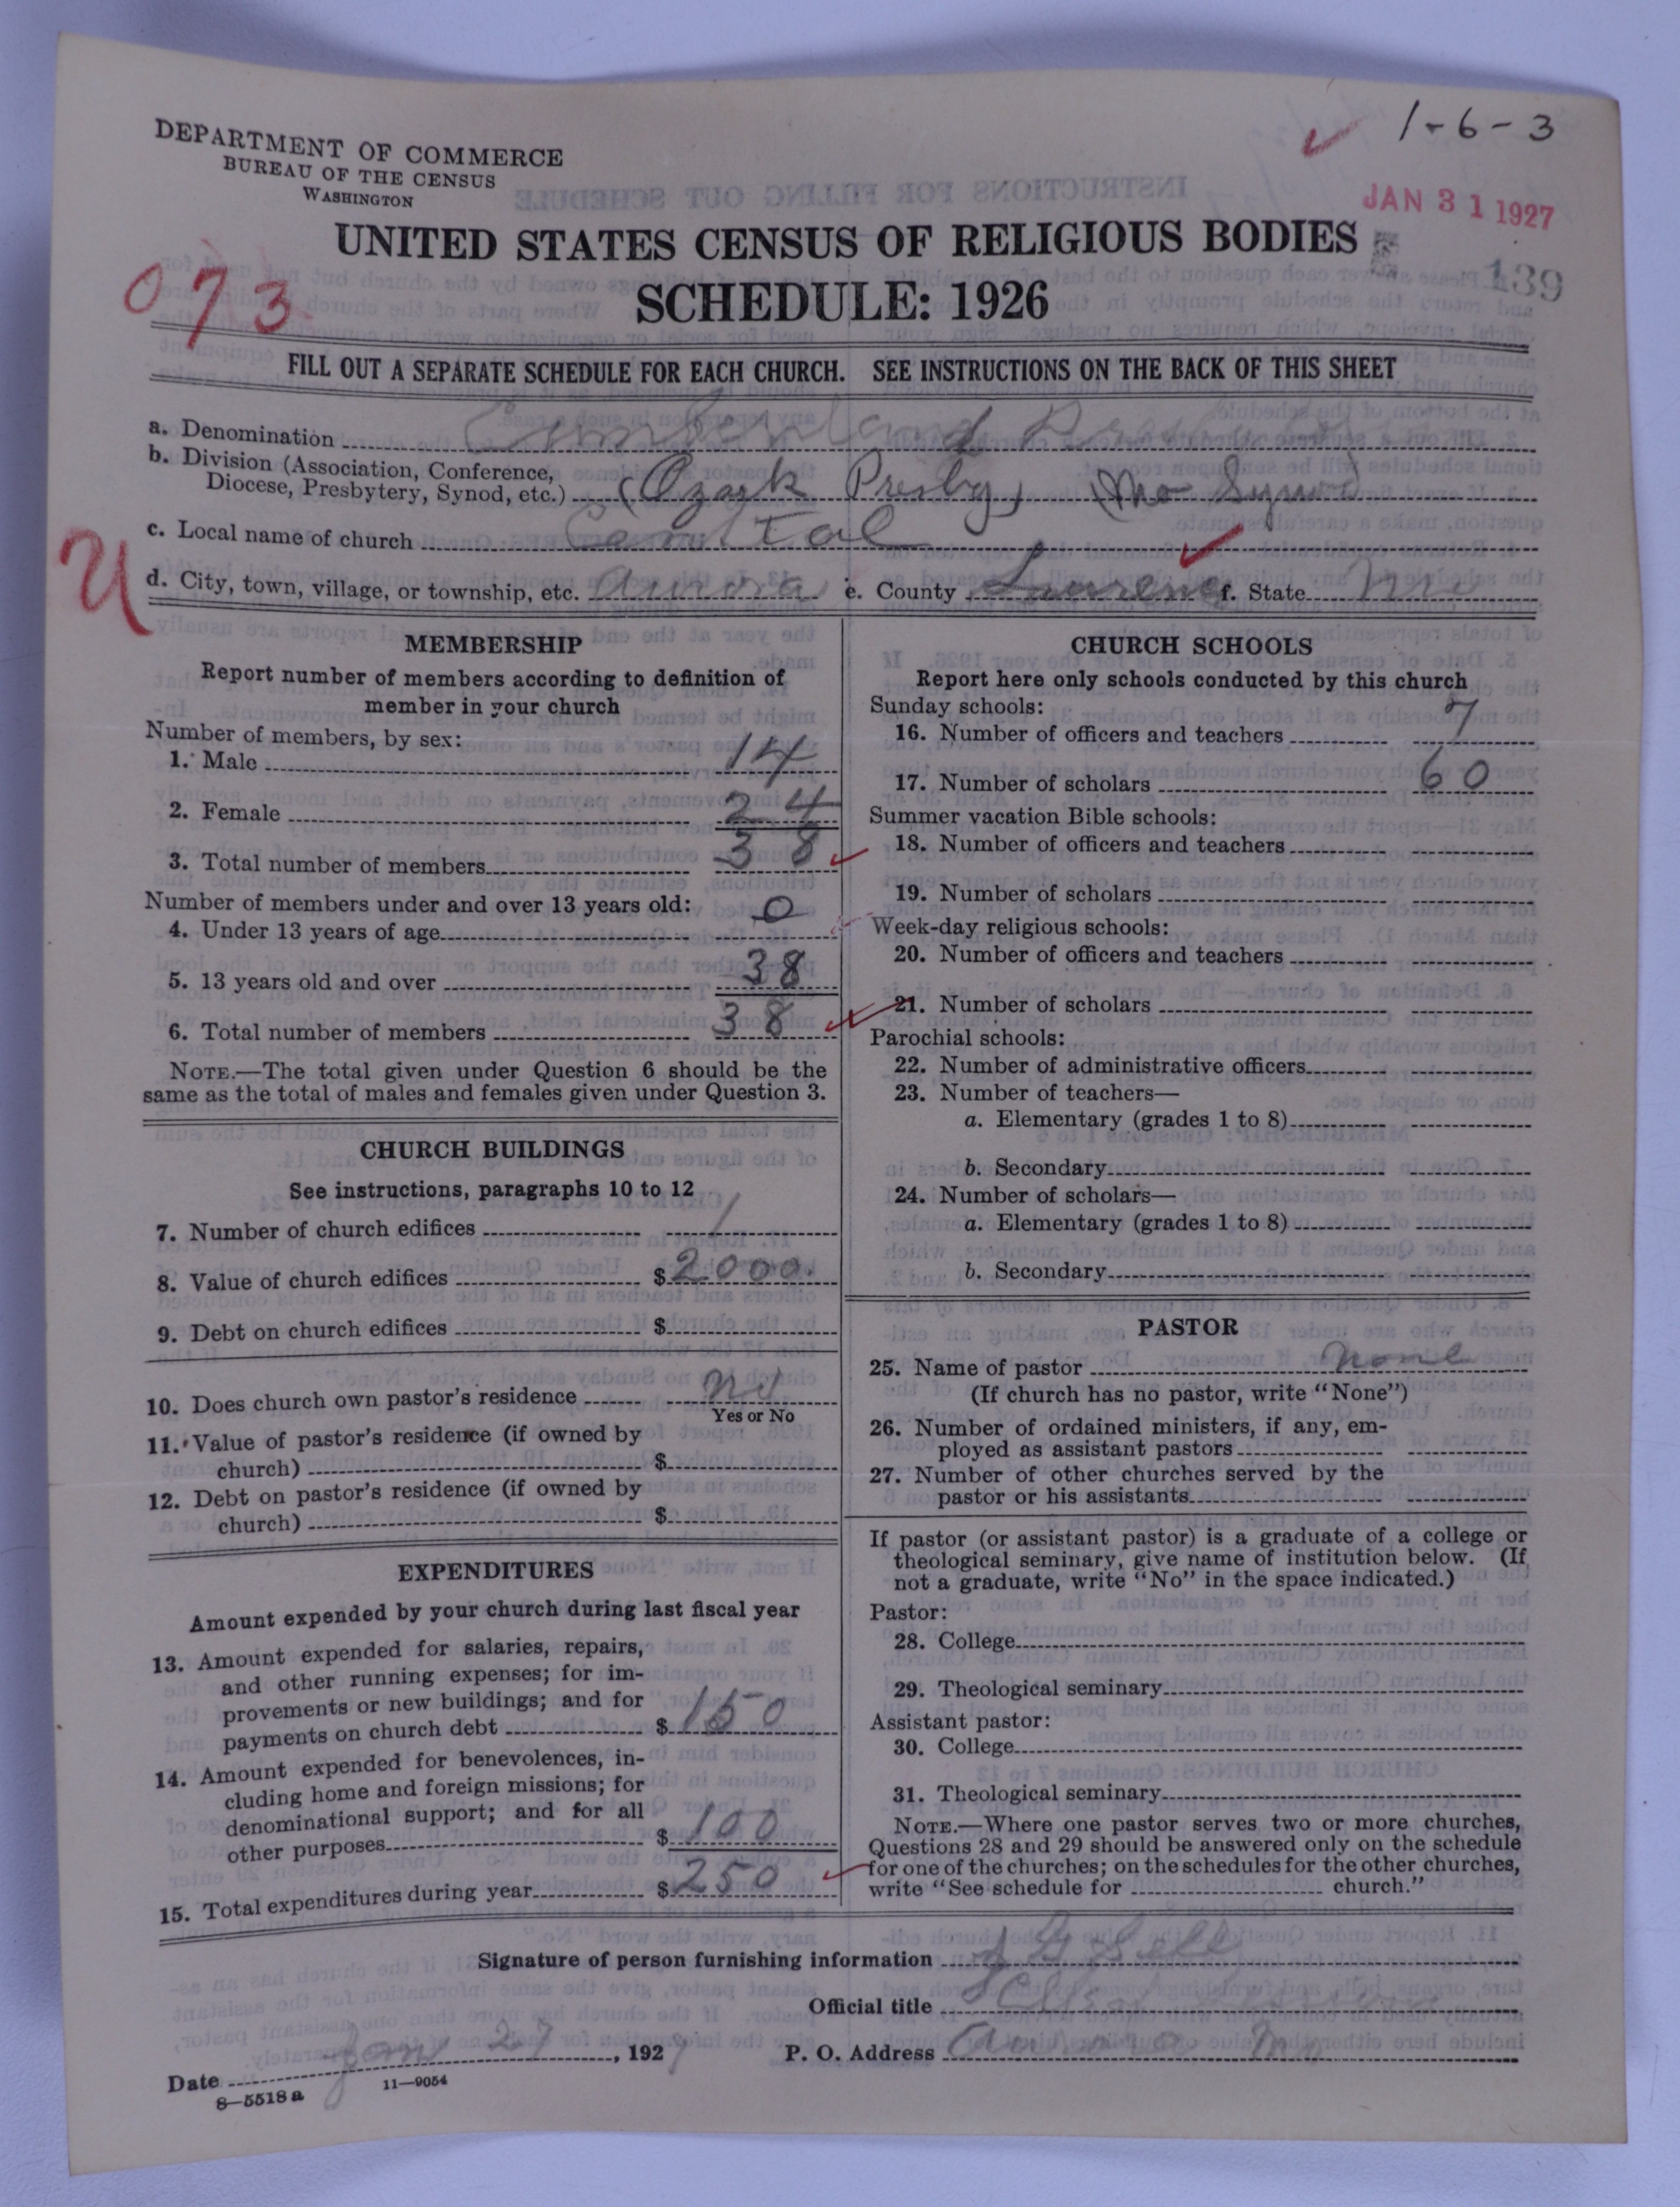 1-6-3
DEPARTMENT OF COMMERCE
BUREAU OF THE CENSUS
WASHINGTON
JAN 31 1927
UNITED STATES CENSUS OF RELIGIOUS BODIES
139
073
SCHEDULE: 1926
FILL OUT A SEPARATE SCHEDULE FOR EACH CHURCH. SEE INSTRUCTIONS ON THE BACK OF THIS SHEET
a. Denomination Cumberland Presbyterian
b. Division (Association, Conference,
Diocese, Presbytery, Synod, etc.) (Ozark Presby) (Mo Synod)
c. Local name of church
U
d. City, town, village, or township, etc. Aurora e. County Lawrence f. State Mo
MEMBERSHIP
Report number of members according to definition of
member in your church
Number of members, by sex:
1. Male 14
2. Female 24
3. Total number of members 38
Number of members under and over 13 years old:
4. Under 13 years of age 0
5. 13 years old and over 38
6. Total number of members 38
NOTE.—The total given under Question 6 should be the
same as the total of males and females given under Question 3.
CHURCH BUILDINGS
See instructions, paragraphs 10 to 12
7. Number of church edifices 1
8. Value of church edifices $2000.
9. Debt on church edifices $
10. Does church own pastor's residence No
Yes or No
11. Value of pastor's residence (if owned by
church) $
12. Debt on pastor's residence (if owned by
church) $
EXPENDITURES
Amount expended by your church during last fiscal year
13. Amount expended for salaries, repairs,
and other running expenses; for im-
provements or new buildings; and for
payments on church debt $150
14. Amount expended for benevolences, in-
cluding home and foreign missions; for
denominational support; and for all
other purposes $100
15. Total expenditures during year $250
CHURCH SCHOOLS
Report here only schools conducted by this church
Sunday schools:
16. Number of officers and teachers 7
17. Number of scholars 60
Summer vacation Bible schools:
18. Number of officers and teachers
19. Number of scholars
Week-day religious schools:
20. Number of officers and teachers
21. Number of scholars
Parochial schools:
22. Number of administrative officers
23. Number of teachers—
a. Elementary (grades 1 to 8)
b. Secondary
24. Number of scholars—
a. Elementary (grades 1 to 8)
b. Secondary
PASTOR
25. Name of pastor none
(If church has no pastor, write "None")
26. Number of ordained ministers, if any, em-
ployed as assistant pastors
27. Number of other churches served by the
pastor or his assistants
If pastor (or assistant pastor) is a graduate of a college or
theological seminary, give name of institution below. (If
not a graduate, write "No" in the space indicated.)
Pastor:
28. College
29. Theological seminary
Assistant pastor:
30. College
31. Theological seminary
NOTE.—Where one pastor serves two or more churches,
Questions 28 and 29 should be answered only on the schedule
for one of the churches; on the schedules for the other churches,
write "See schedule for church."
Signature of person furnishing information
Official title
Date Jan 27, 192 P. O. Address Aurora Mo
8—5518 a 11—9054